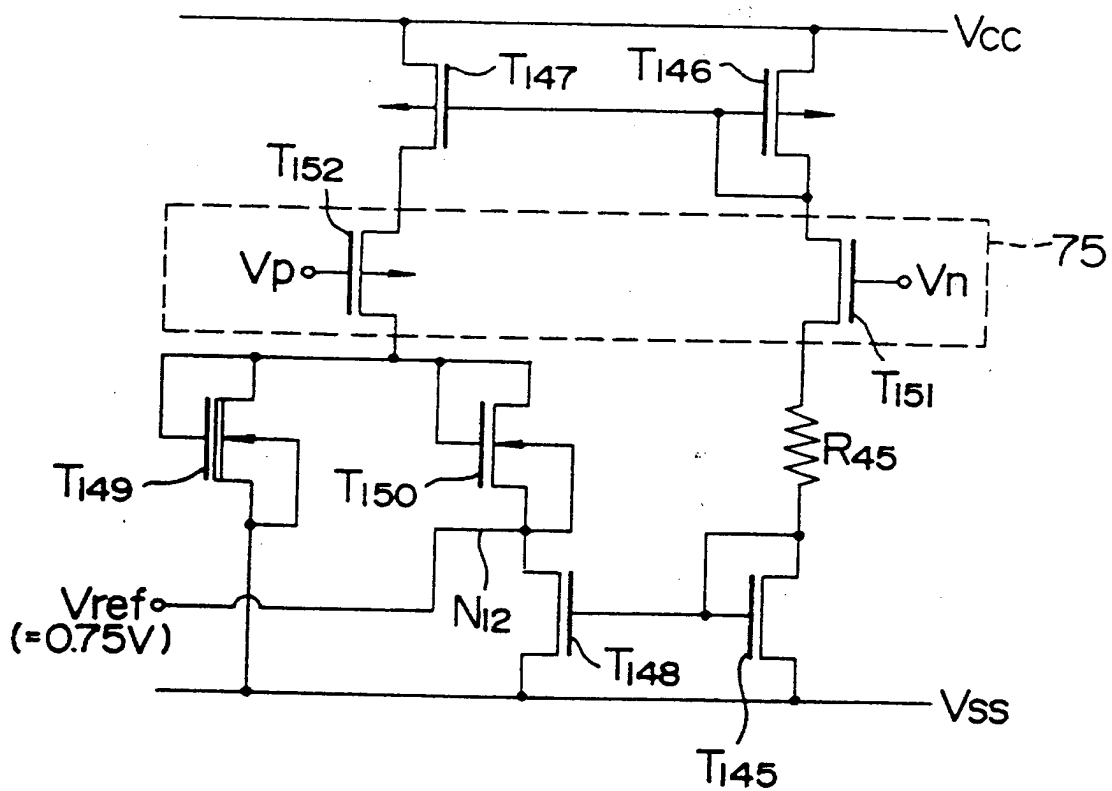 Vcc
T147
T146
T152
Vp
Vn
75
T151
R45
T149
T150
Vref
(=0.75V)
N12
T148
Vss
T145